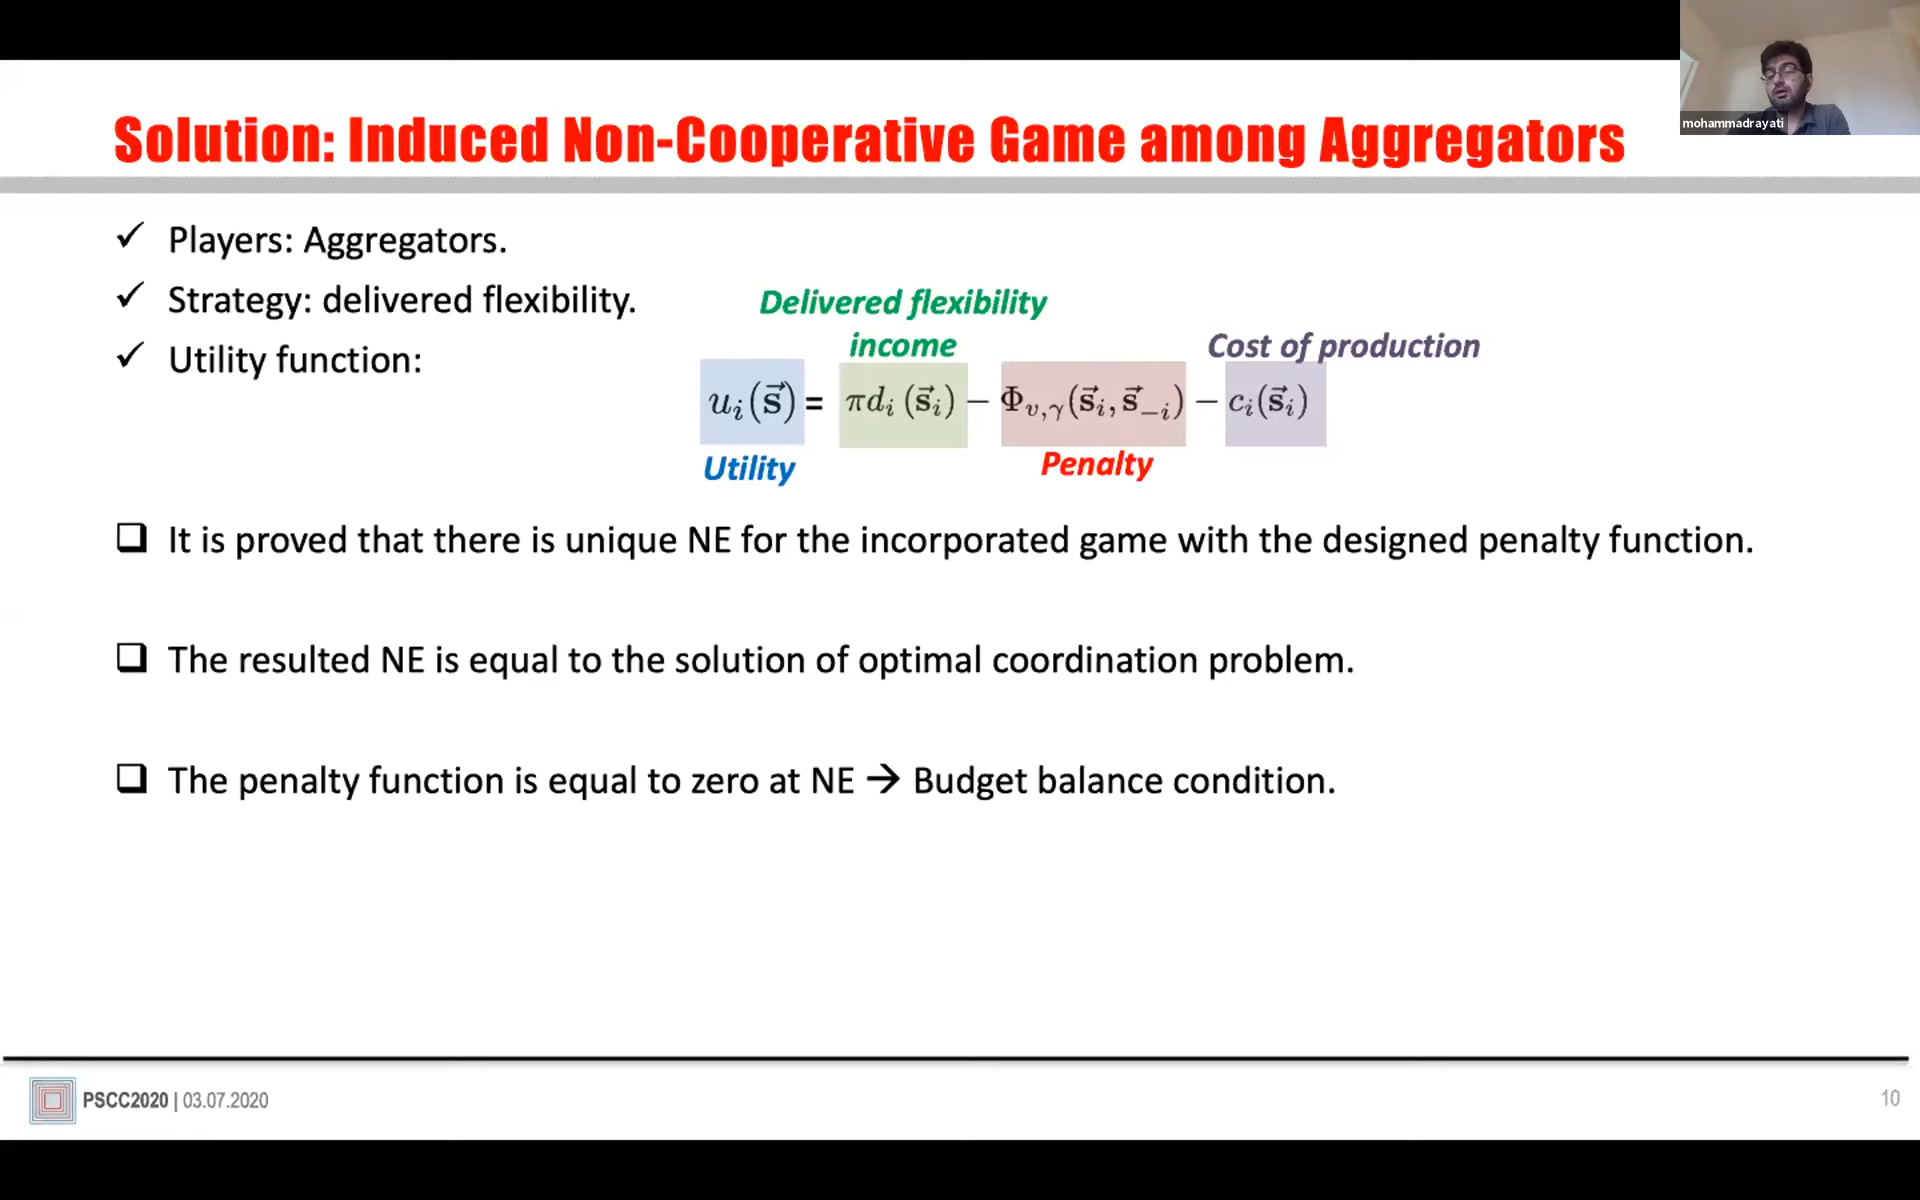 mohammadrayati
Solution: Induced Non-Cooperative Game among Aggregators
✓ Players: Aggregators.
✓ Strategy: delivered flexibility.
✓ Utility function:
Delivered flexibility
income
Cost of production
u_i(s⃗) = πd_i (s⃗_i) − Φ_{υ,γ}(s⃗_i, s⃗_{−i}) − c_i(s⃗_i)
Utility
Penalty
❑ It is proved that there is unique NE for the incorporated game with the designed penalty function.
❑ The resulted NE is equal to the solution of optimal coordination problem.
❑ The penalty function is equal to zero at NE → Budget balance condition.
PSCC2020 | 03.07.2020
10